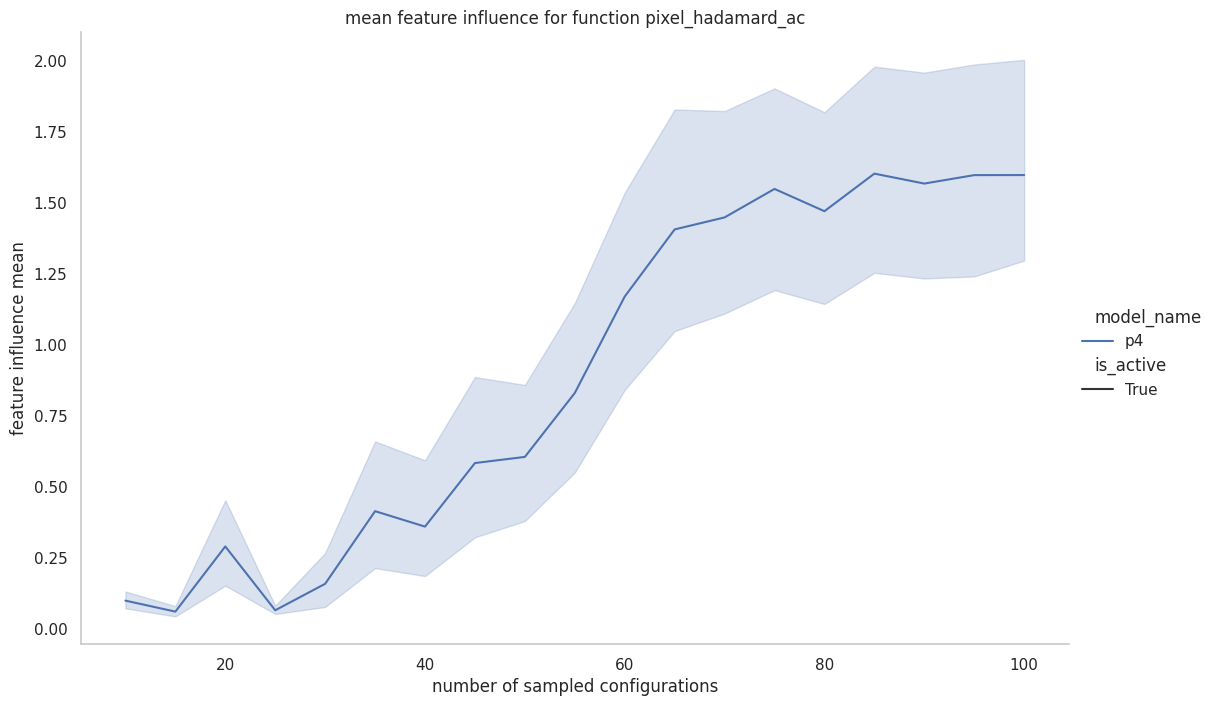 mean feature influence for function pixel_hadamard_ac
2.00
1.75
1.50
1.25
1.00
0.75
0.50
0.25
0.00
feature influence mean
20
40
60
80
100
number of sampled configurations
model_name
p4
is_active
True